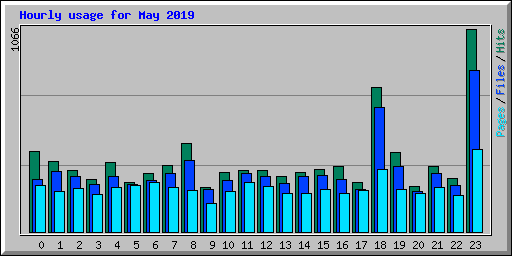 Hourly usage for May 2019
1066
Pages / Files / Hits
0 1 2 3 4 5 6 7 8 9 10 11 12 13 14 15 16 17 18 19 20 21 22 23